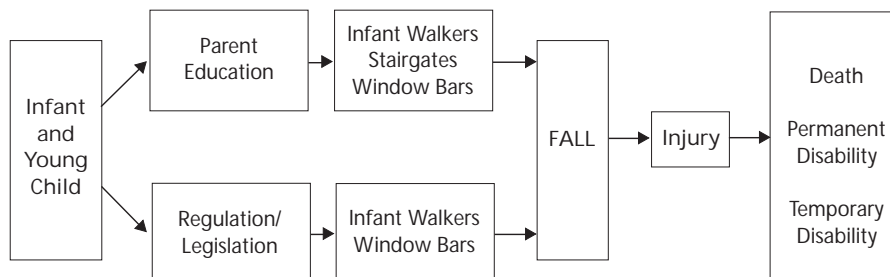 Infant
and
Young
Child
Parent
Education
Infant Walkers
Stairgates
Window Bars
Regulation/
Legislation
Infant Walkers
Window Bars
FALL
Injury
Death
Permanent
Disability
Temporary
Disability